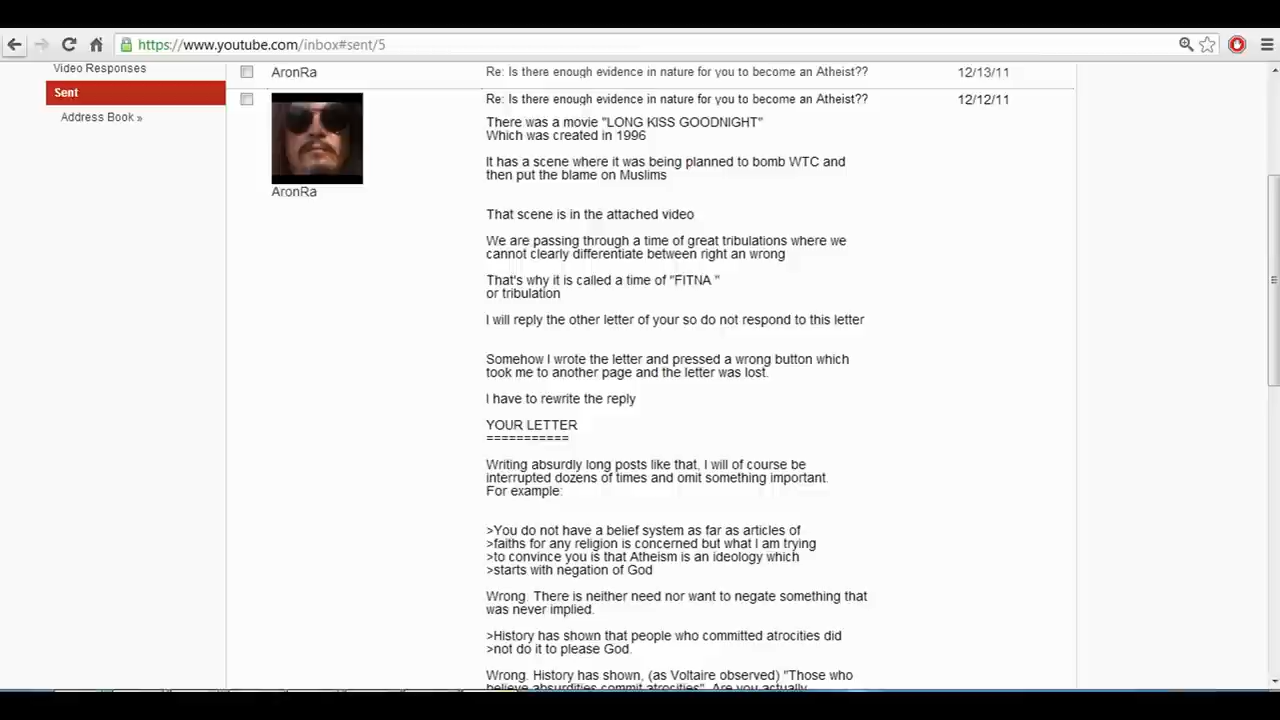 https://www.youtube.com/inbox#sent/5
Video Responses
Sent
Address Book »
AronRa
Re: Is there enough evidence in nature for you to become an Atheist??
12/13/11
Re: Is there enough evidence in nature for you to become an Atheist??
12/12/11
AronRa
There was a movie "LONG KISS GOODNIGHT"
Which was created in 1996
It has a scene where it was being planned to bomb WTC and
then put the blame on Muslims
That scene is in the attached video
We are passing through a time of great tribulations where we
cannot clearly differentiate between right an wrong
That's why it is called a time of "FITNA "
or tribulation
I will reply the other letter of your so do not respond to this letter
Somehow I wrote the letter and pressed a wrong button which
took me to another page and the letter was lost.
I have to rewrite the reply
YOUR LETTER
===========
Writing absurdly long posts like that, I will of course be
interrupted dozens of times and omit something important.
For example:
>You do not have a belief system as far as articles of
>faiths for any religion is concerned but what I am trying
>to convince you is that Atheism is an ideology which
>starts with negation of God
Wrong. There is neither need nor want to negate something that
was never implied.
>History has shown that people who committed atrocities did
>not do it to please God.
Wrong. History has shown, (as Voltaire observed) "Those who
believe absurdities commit atrocities". Are you actually